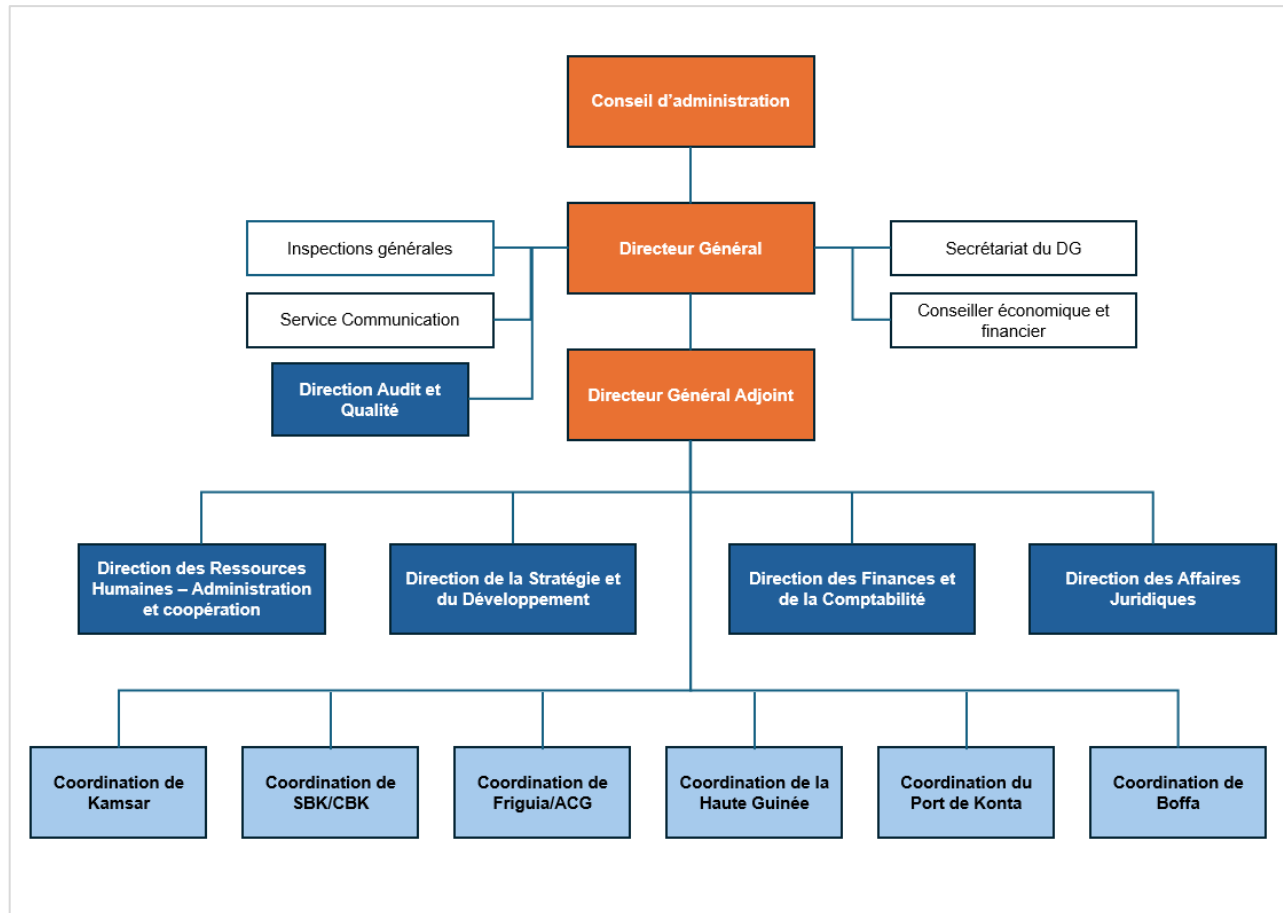 Conseil d'administration
Inspections générales
Directeur Général
Secrétariat du DG
Service Communication
Conseiller économique et
financier
Direction Audit et
Qualité
Directeur Général Adjoint
Direction des Ressources
Humaines – Administration
et coopération
Direction de la Stratégie et
du Développement
Direction des Finances et
de la Comptabilité
Direction des Affaires
Juridiques
Coordination de
Kamsar
Coordination de
SBK/CBK
Coordination de
Friguia/ACG
Coordination de la
Haute Guinée
Coordination du
Port de Konta
Coordination de
Boffa